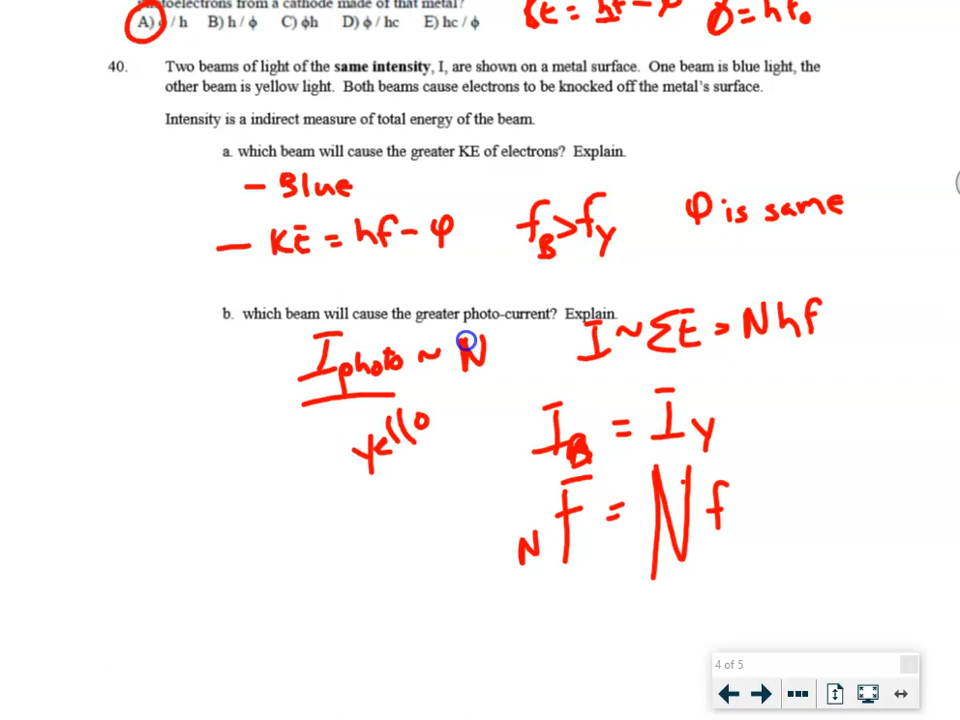 toelectrons from a cathode made of that metal?
A) / h B) h / ϕ C) ϕh D) ϕ / hc E) hc / ϕ
KE = hf -
φ = hf₀
40. Two beams of light of the same intensity, I, are shown on a metal surface. One beam is blue light, the
other beam is yellow light. Both beams cause electrons to be knocked off the metal's surface.
Intensity is a indirect measure of total energy of the beam.
a. which beam will cause the greater KE of electrons? Explain.
- Blue
- KE = hf - φ f_B > f_Y φ is same
b. which beam will cause the greater photo-current? Explain.
I_photo ~ N I ~ ΣE = Nhf
yello
I_B = I_Y
N f = N f
4 of 5